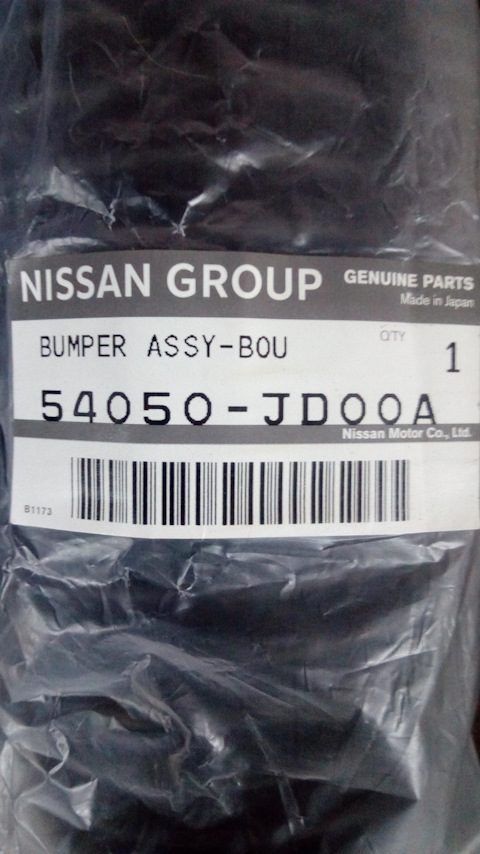 NISSAN GROUP GENUINE PARTS
Made in Japan
BUMPER ASSY-BOU QTY 1
54050-JD00A
Nissan Motor Co., Ltd.
B1173